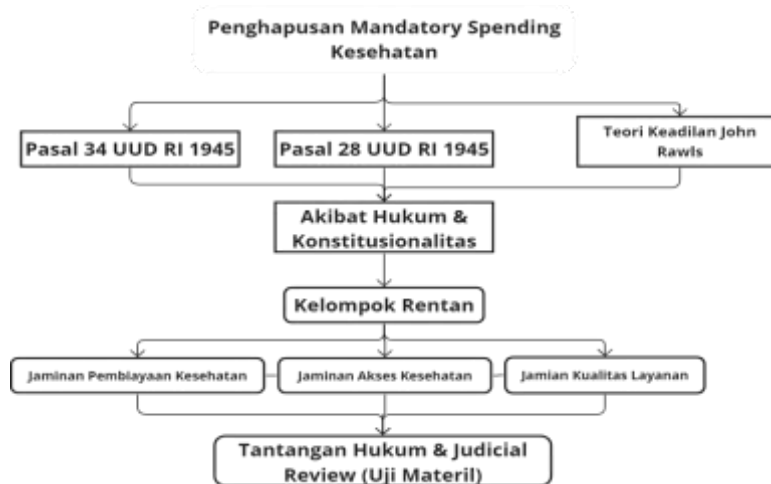 Penghapusan Mandatory Spending
Kesehatan
Pasal 34 UUD RI 1945
Pasal 28 UUD RI 1945
Teori Keadilan John
Rawls
Akibat Hukum &
Konstitusionalitas
Kelompok Rentan
Jaminan Pembiayaan Kesehatan
Jaminan Akses Kesehatan
Jamian Kualitas Layanan
Tantangan Hukum & Judicial
Review (Uji Materil)